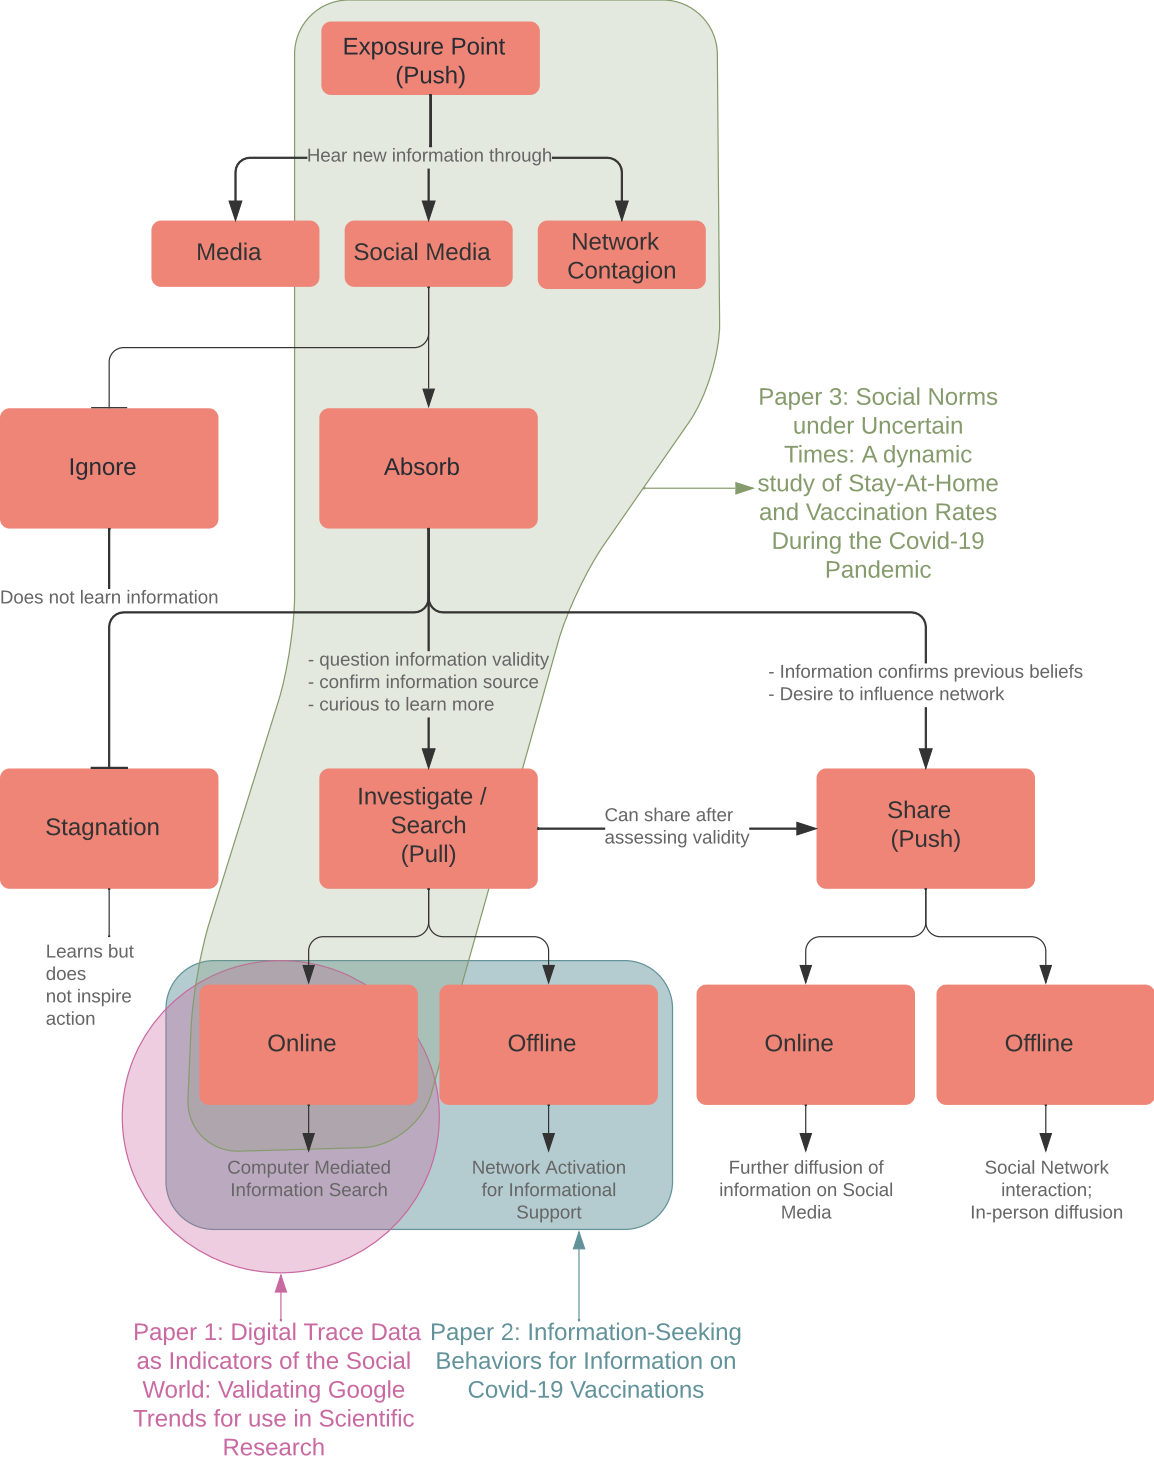 Exposure Point
(Push)
Hear new information through
Media
Social Media
Network
Contagion
Ignore
Absorb
Paper 3: Social Norms
under Uncertain
Times: A dynamic
study of Stay-At-Home
and Vaccination Rates
During the Covid-19
Pandemic
Does not learn information
- question information validity
- confirm information source
- curious to learn more
- Information confirms previous beliefs
- Desire to influence network
Stagnation
Investigate /
Search
(Pull)
Can share after
assessing validity
Share
(Push)
Learns but
does
not inspire
action
Online
Offline
Online
Offline
Computer Mediated
Information Search
Network Activation
for Informational
Support
Further diffusion of
information on Social
Media
Social Network
interaction;
In-person diffusion
Paper 1: Digital Trace Data
as Indicators of the Social
World: Validating Google
Trends for use in Scientific
Research
Paper 2: Information-Seeking
Behaviors for Information on
Covid-19 Vaccinations